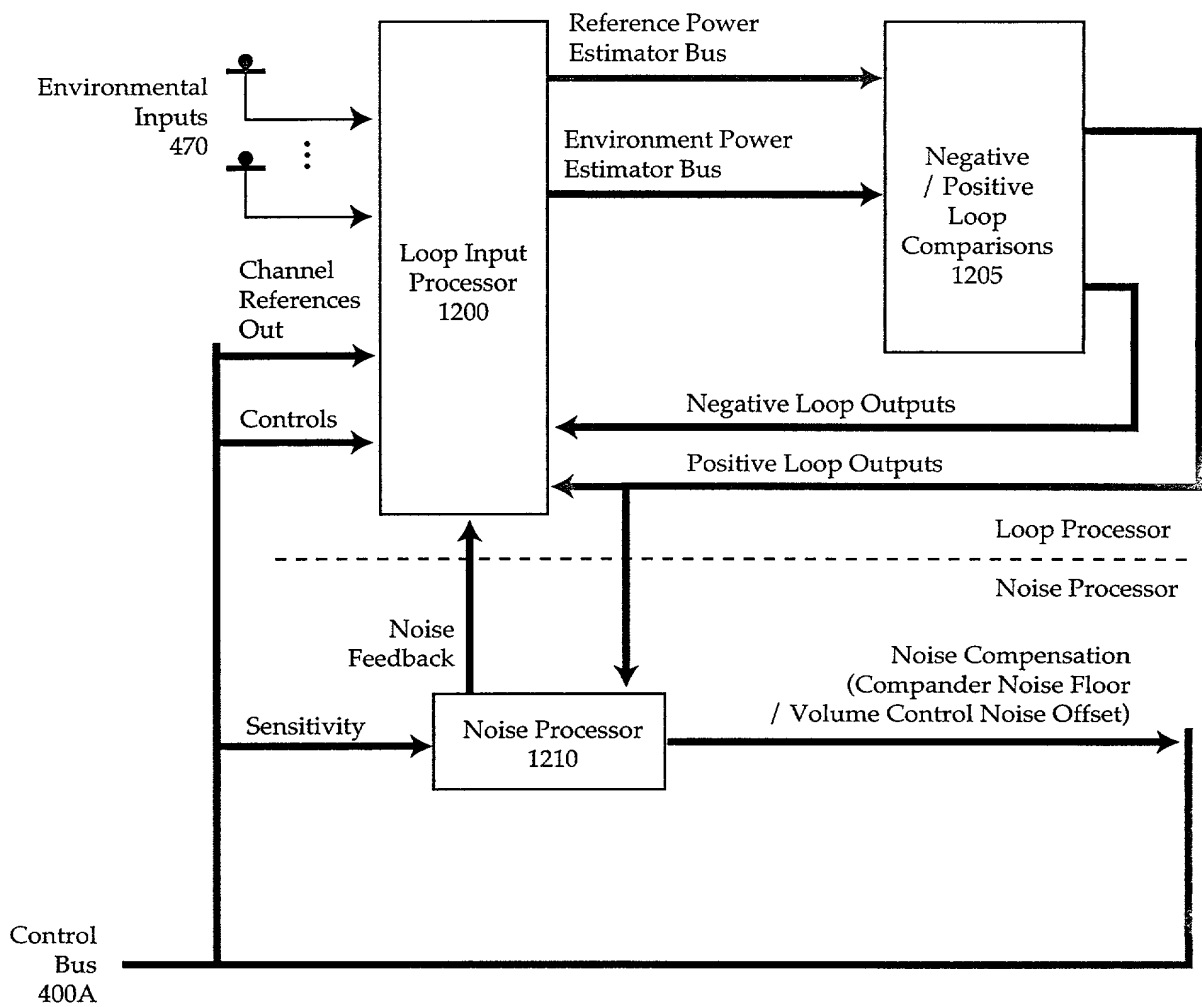 Reference Power
Estimator Bus
Environmental
Inputs
470
Environment Power
Estimator Bus
Negative
/ Positive
Loop
Comparisons
1205
Loop Input
Processor
1200
Channel
References
Out
Controls
Negative Loop Outputs
Positive Loop Outputs
Loop Processor
Noise Processor
Noise
Feedback
Noise Compensation
(Compander Noise Floor
/ Volume Control Noise Offset)
Sensitivity
Noise Processor
1210
Control
Bus
400A